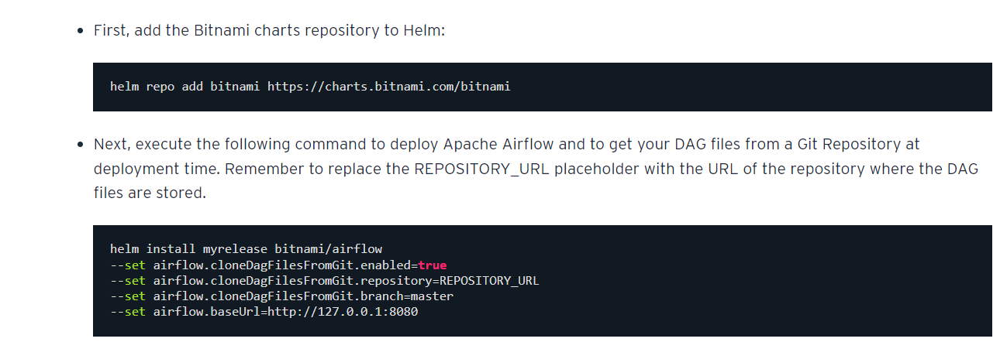 First, add the Bitnami charts repository to Helm:
helm repo add bitnami https://charts.bitnami.com/bitnami
Next, execute the following command to deploy Apache Airflow and to get your DAG files from a Git Repository at
deployment time. Remember to replace the REPOSITORY_URL placeholder with the URL of the repository where the DAG
files are stored.
helm install myrelease bitnami/airflow
--set airflow.cloneDagFilesFromGit.enabled=true
--set airflow.cloneDagFilesFromGit.repository=REPOSITORY_URL
--set airflow.cloneDagFilesFromGit.branch=master
--set airflow.baseUrl=http://127.0.0.1:8080